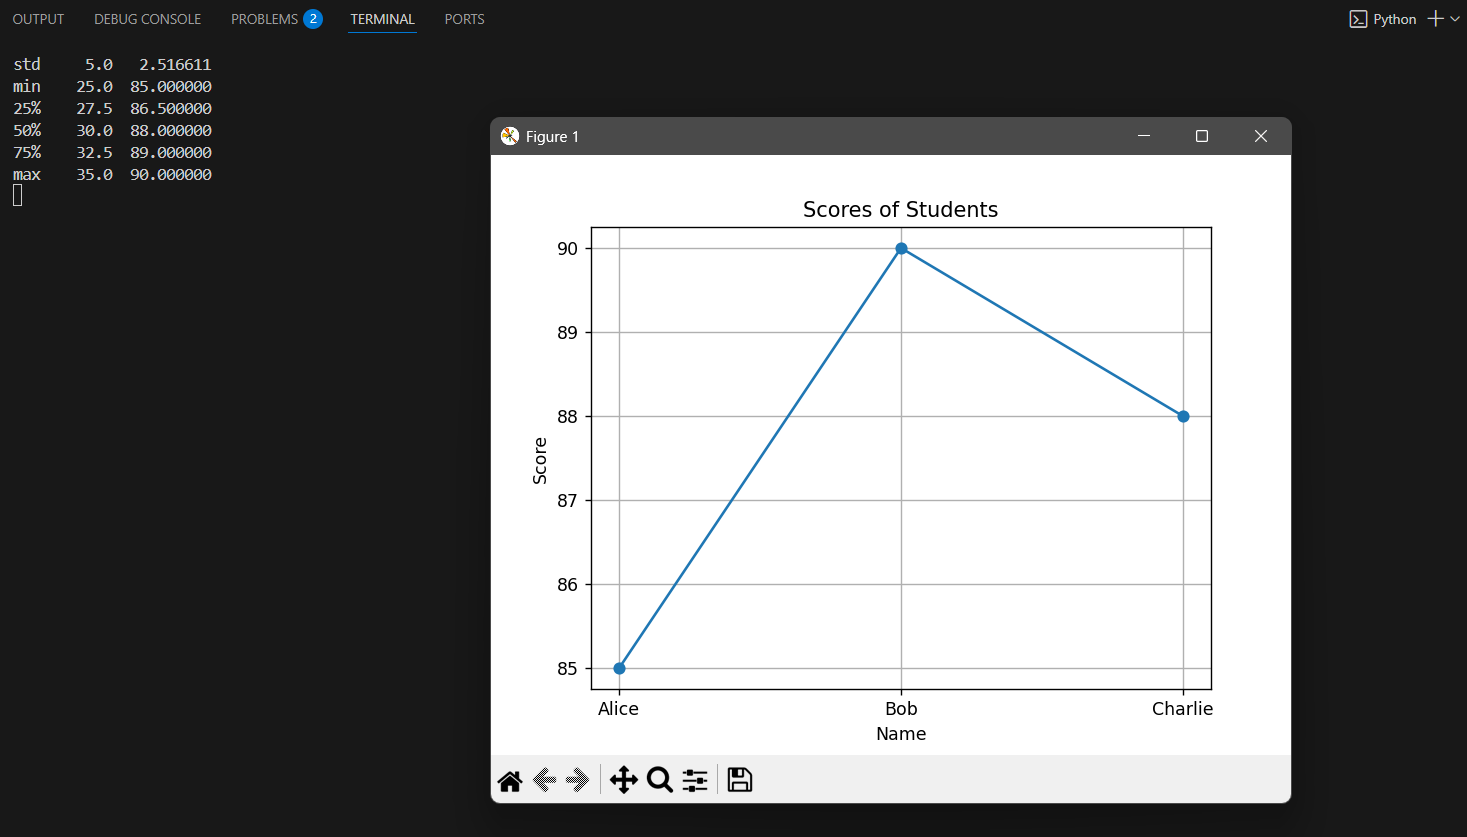 OUTPUT DEBUG CONSOLE PROBLEMS 2 TERMINAL PORTS Python
std 5.0 2.516611
min 25.0 85.000000
25% 27.5 86.500000
50% 30.0 88.000000
75% 32.5 89.000000
max 35.0 90.000000
Figure 1
Scores of Students
90
89
88
87
86
85
Score
Alice Bob Charlie
Name